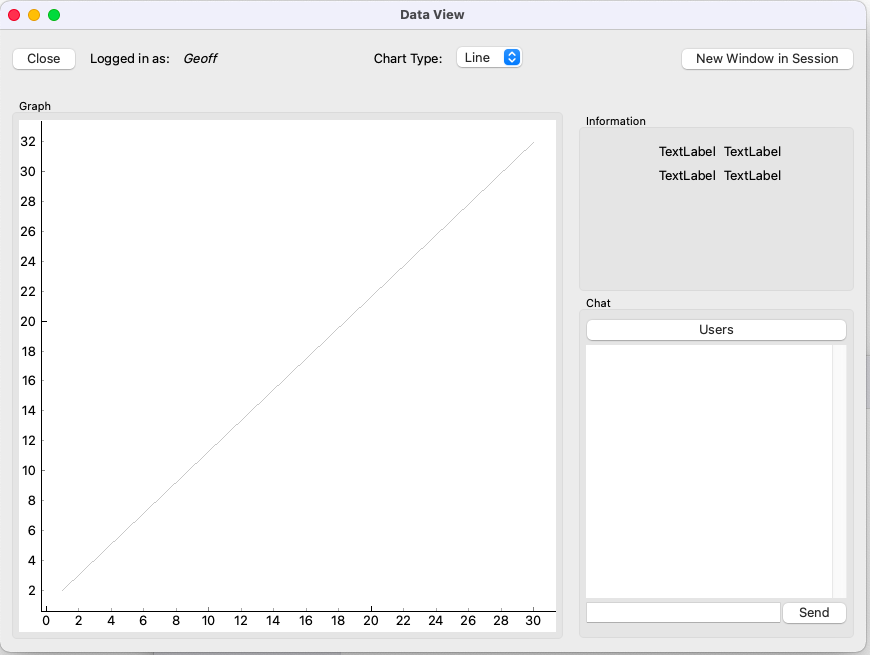 Data View
Close Logged in as: Geoff Chart Type: Line New Window in Session
Graph
32
30
28
26
24
22
20
18
16
14
12
10
8
6
4
2
0 2 4 6 8 10 12 14 16 18 20 22 24 26 28 30
Information
TextLabel TextLabel
TextLabel TextLabel
Chat
Users
Send